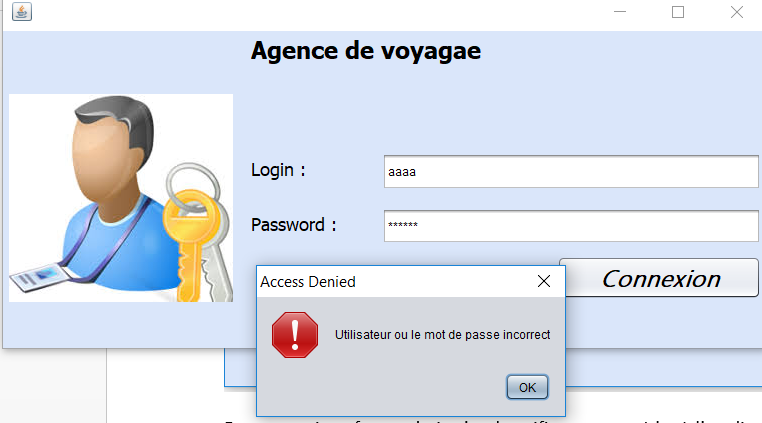 Agence de voyagae
Login :
aaaa
Password :
******
Connexion
Access Denied
Utilisateur ou le mot de passe incorrect
OK